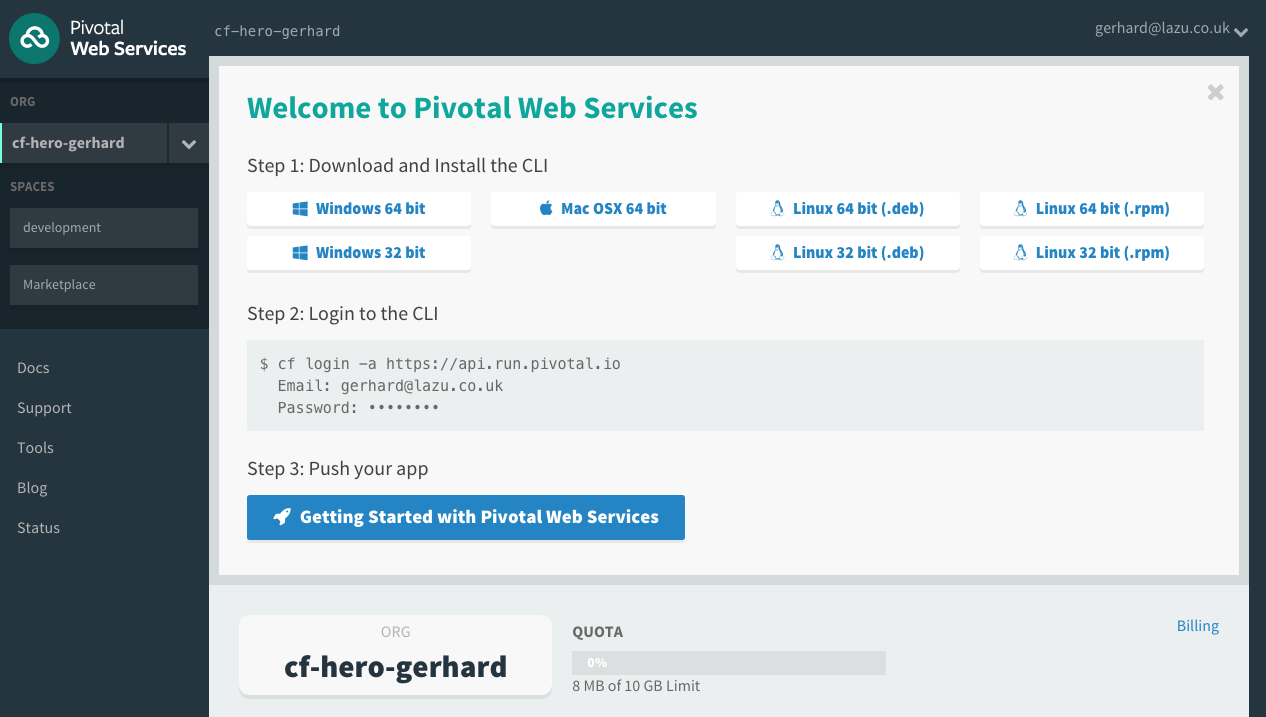 Pivotal
Web Services
cf-hero-gerhard
gerhard@lazu.co.uk
ORG
cf-hero-gerhard
SPACES
development
Marketplace
Docs
Support
Tools
Blog
Status
Welcome to Pivotal Web Services
Step 1: Download and Install the CLI
Windows 64 bit
Mac OSX 64 bit
Linux 64 bit (.deb)
Linux 64 bit (.rpm)
Windows 32 bit
Linux 32 bit (.deb)
Linux 32 bit (.rpm)
Step 2: Login to the CLI
$ cf login -a https://api.run.pivotal.io
Email: gerhard@lazu.co.uk
Password: ••••••••
Step 3: Push your app
Getting Started with Pivotal Web Services
ORG
cf-hero-gerhard
QUOTA
0%
8 MB of 10 GB Limit
Billing